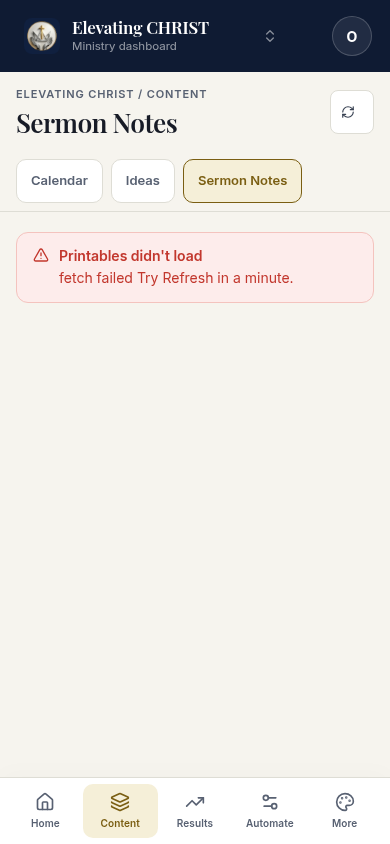 Elevating CHRIST
Ministry dashboard
O
ELEVATING CHRIST / CONTENT
Sermon Notes
Calendar
Ideas
Sermon Notes
Printables didn't load
fetch failed Try Refresh in a minute.
Home
Content
Results
Automate
More